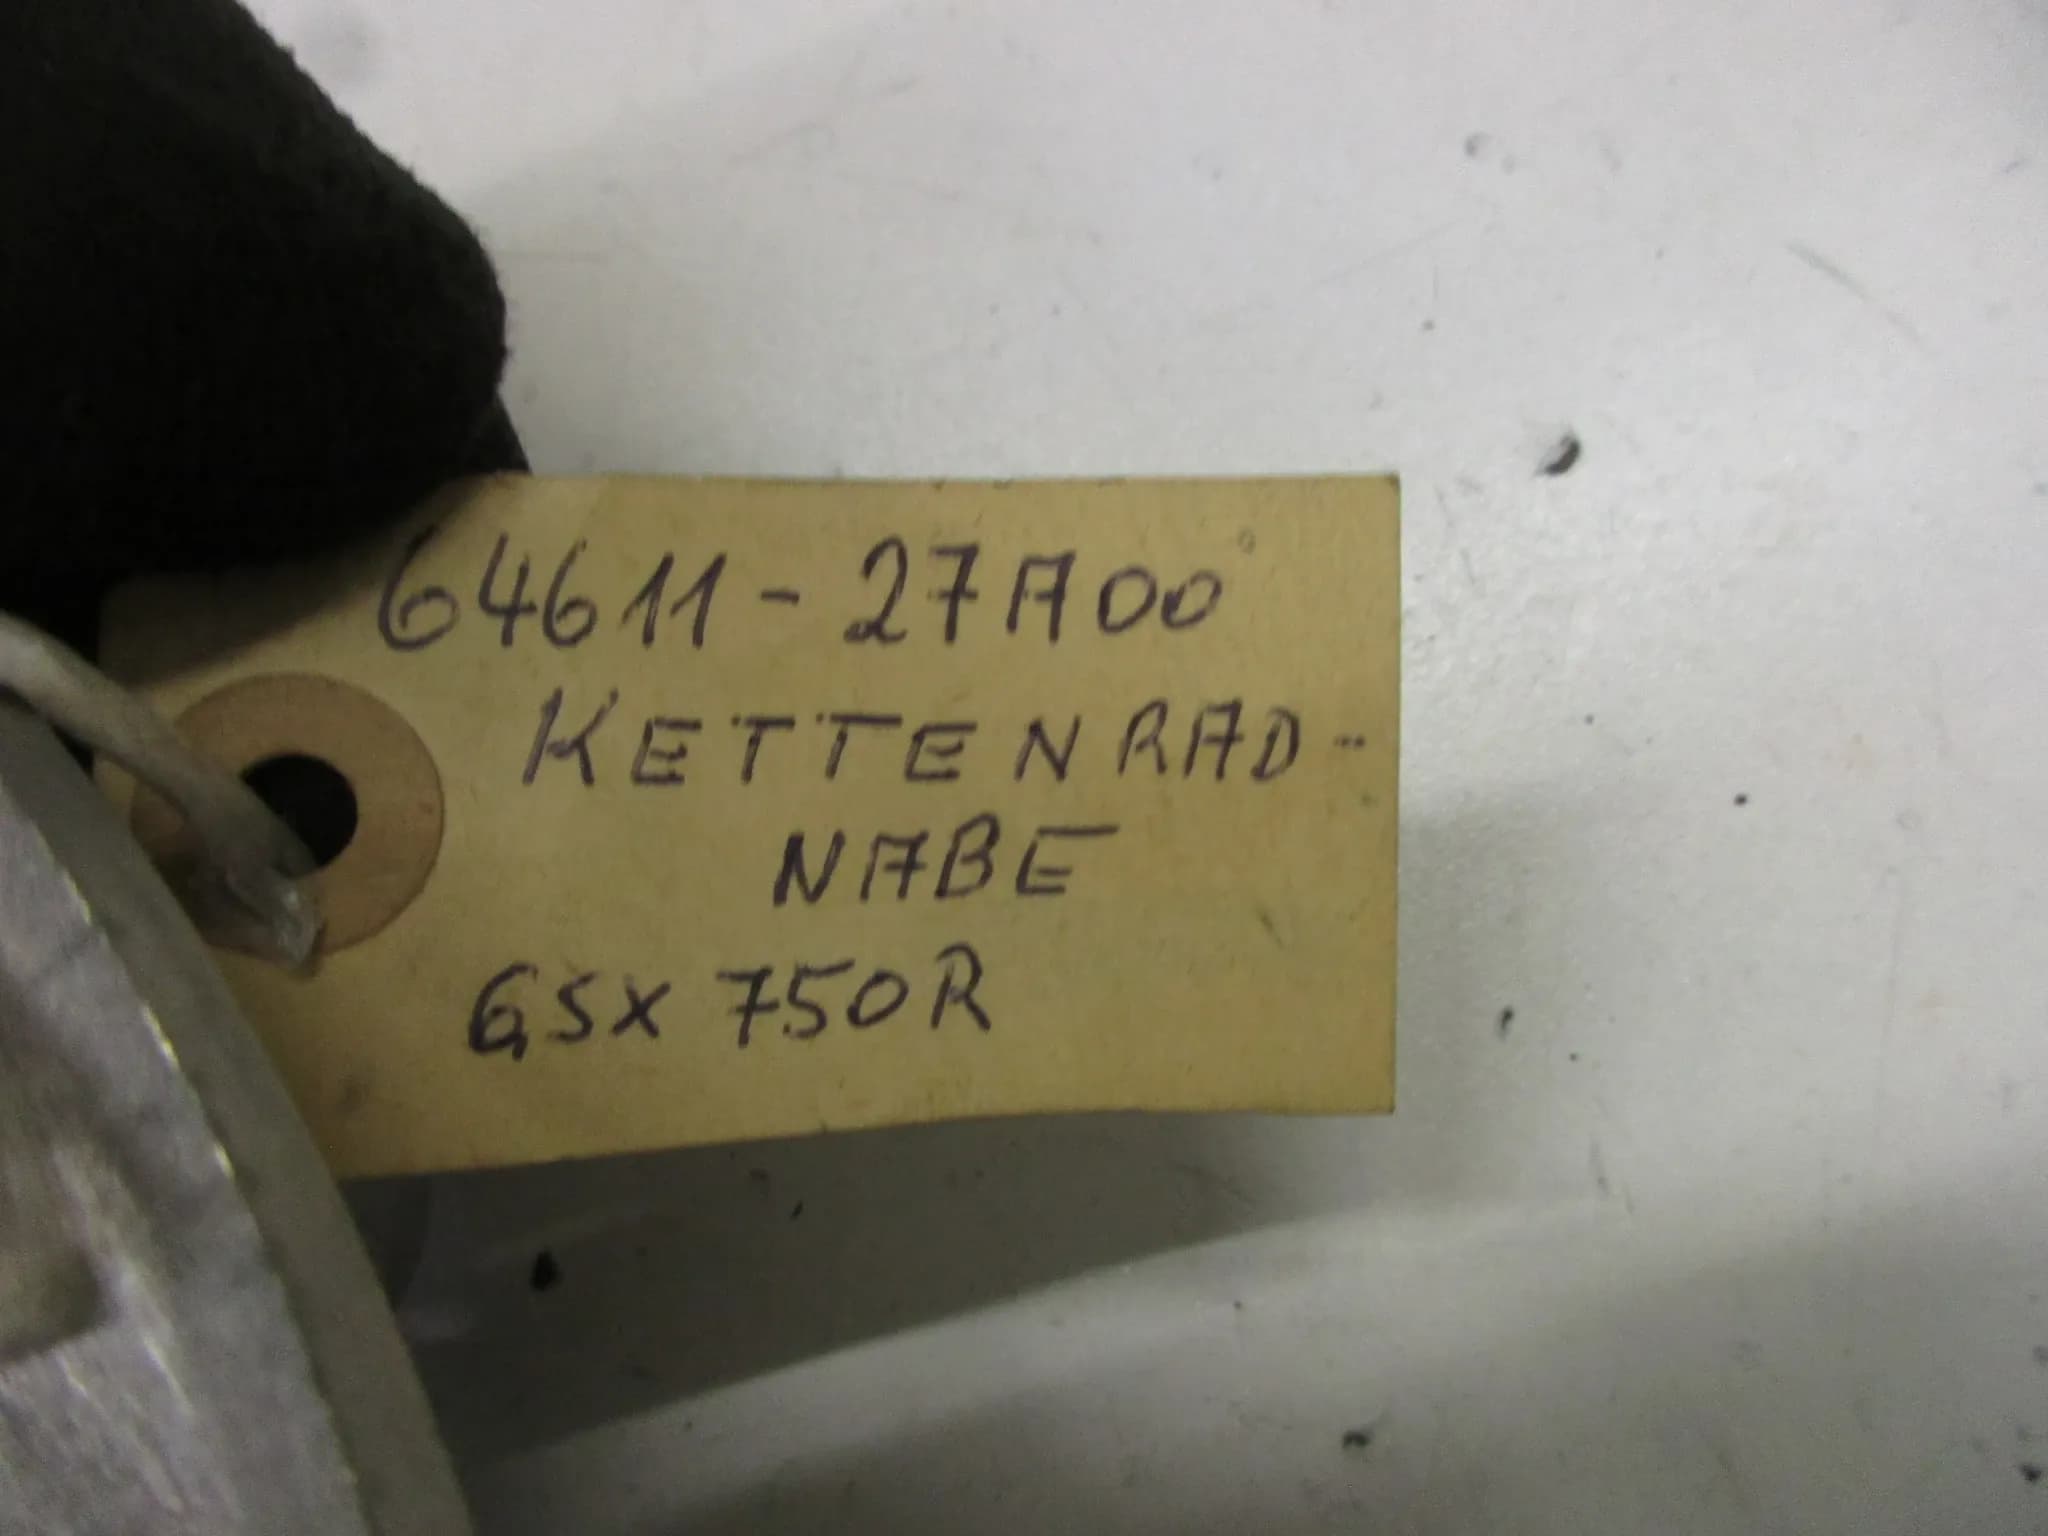 64611-27A00
KETTENRAD-
NABE
GSX 750R